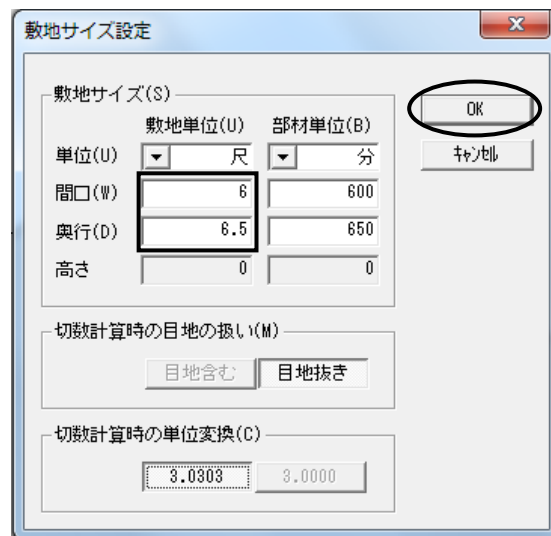 敷地サイズ設定
敷地サイズ(S)
敷地単位(U) 部材単位(B)
単位(U) 尺 分
間口(W) 6 600
奥行(D) 6.5 650
高さ 0 0
OK
キャンセル
切数計算時の目地の扱い(M)
目地含む 目地抜き
切数計算時の単位変換(C)
3.0303 3.0000